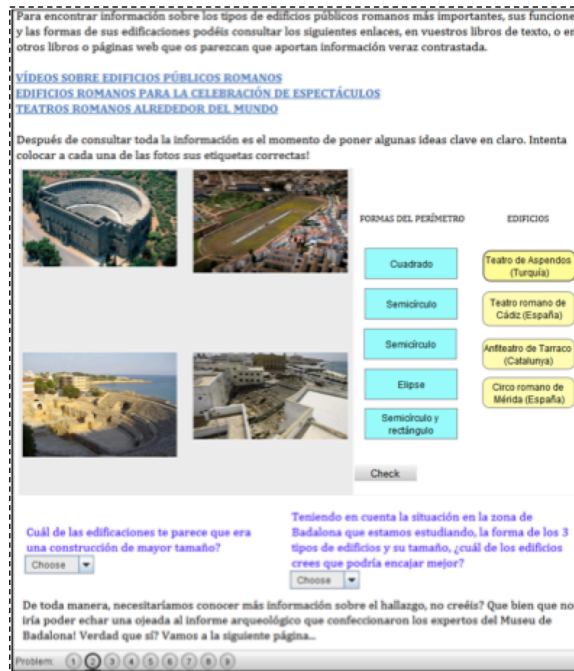 Para encontrar información sobre los tipos de edificios públicos romanos más importantes, sus funcione
y las formas de sus edificaciones podéis consultar los siguientes enlaces, en vuestros libros de texto, o en
otros libros o páginas web que os parezcan que aportan información veraz contrastada.
VÍDEOS SOBRE EDIFICIOS PÚBLICOS ROMANOS
EDIFICIOS ROMANOS PARA LA CELEBRACIÓN DE ESPECTÁCULOS
TEATROS ROMANOS ALREDEDOR DEL MUNDO
Después de consultar toda la información es el momento de poner algunas ideas clave en claro. Intenta
colocar a cada una de las fotos sus etiquetas correctas!
FORMAS DEL PERÍMETRO
EDIFICIOS
Cuadrado
Semicírculo
Semicírculo
Elipse
Semicírculo y
rectángulo
Teatro de Aspendos
(Turquía)
Teatro romano de
Cádiz (España)
Anfiteatro de Tarraco
(Catalunya)
Circo romano de
Mérida (España)
Check
Cuál de las edificaciones te parece que era
una construcción de mayor tamaño?
Choose
Teniendo en cuenta la situación en la zona de
Badalona que estamos estudiando, la forma de los 3
tipos de edificios y su tamaño, ¿cuál de los edificios
crees que podría encajar mejor?
Choose
De toda manera, necesitaríamos conocer más información sobre el hallazgo, no creéis? Que bien que no
iría poder echar una ojeada al informe arqueológico que confeccionaron los expertos del Museu de
Badalona! Verdad que sí? Vamos a la siguiente página...
Problem: 1 2 3 4 5 6 7 8 9